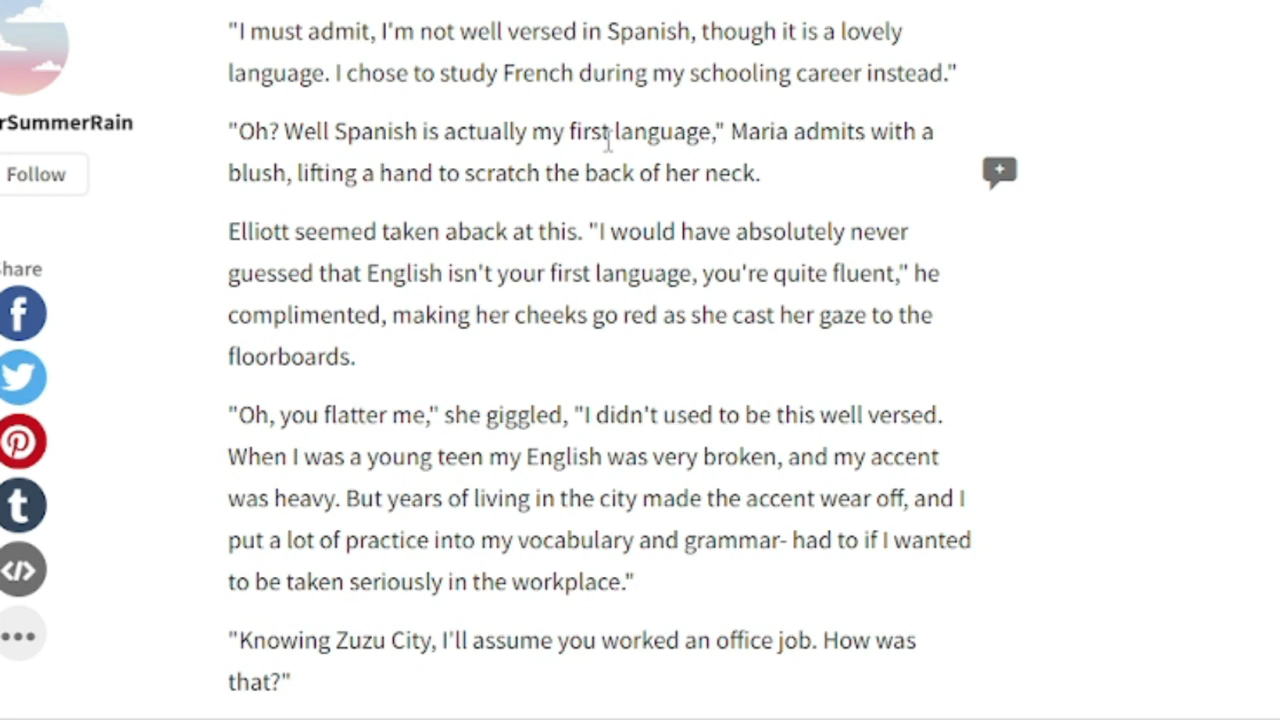 "I must admit, I'm not well versed in Spanish, though it is a lovely
language. I chose to study French during my schooling career instead."
rSummerRain
"Oh? Well Spanish is actually my first language," Maria admits with a
Follow
blush, lifting a hand to scratch the back of her neck.
Elliott seemed taken aback at this. "I would have absolutely never
guessed that English isn't your first language, you're quite fluent," he
Share
complimented, making her cheeks go red as she cast her gaze to the
floorboards.
"Oh, you flatter me," she giggled, "I didn't used to be this well versed.
When I was a young teen my English was very broken, and my accent
was heavy. But years of living in the city made the accent wear off, and I
put a lot of practice into my vocabulary and grammar- had to if I wanted
to be taken seriously in the workplace."
"Knowing Zuzu City, I'll assume you worked an office job. How was
that?"